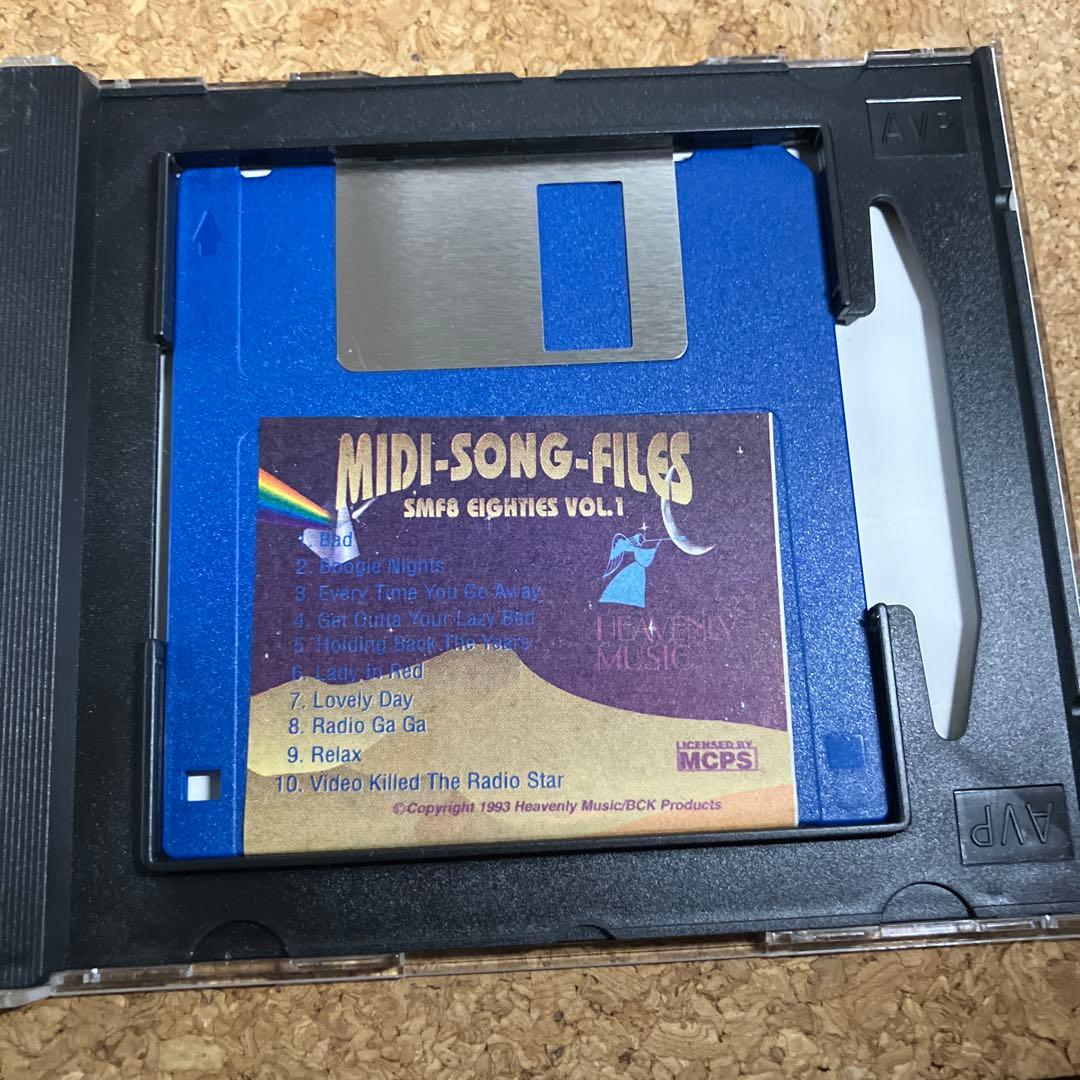 AVP
MIDI-SONG-FILES
SMF8 EIGHTIES VOL.1
1. Bad
2. Boogie Nights
3. Every Time You Go Away
4. Get Outta Your Lazy Bed
5. Holding Back The Years
6. Lady In Red
7. Lovely Day
8. Radio Ga Ga
9. Relax
10. Video Killed The Radio Star
HEAVENLY
MUSIC
LICENSED BY
MCPS
©Copyright 1993 Heavenly Music/BCK Products
AVP